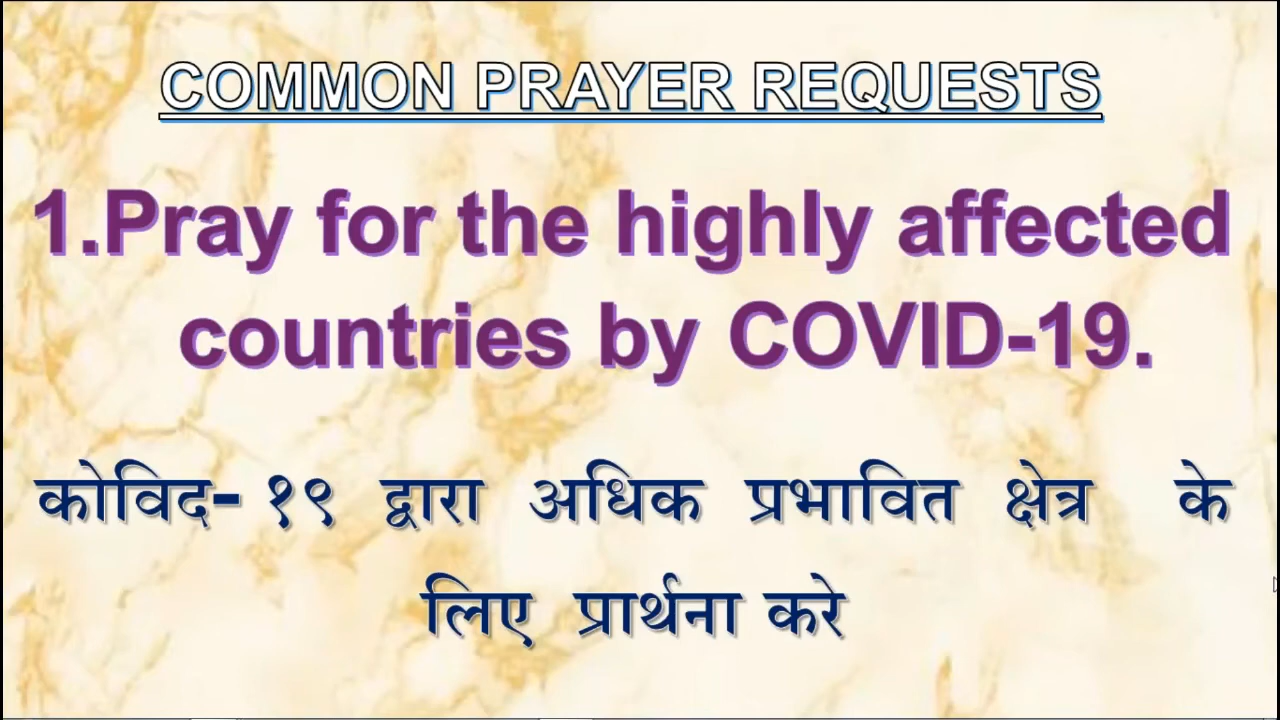 COMMON PRAYER REQUESTS
1.Pray for the highly affected
countries by COVID-19.
कोविद- १९ द्वारा अधिक प्रभावित क्षेत्र के
लिए प्रार्थना करे